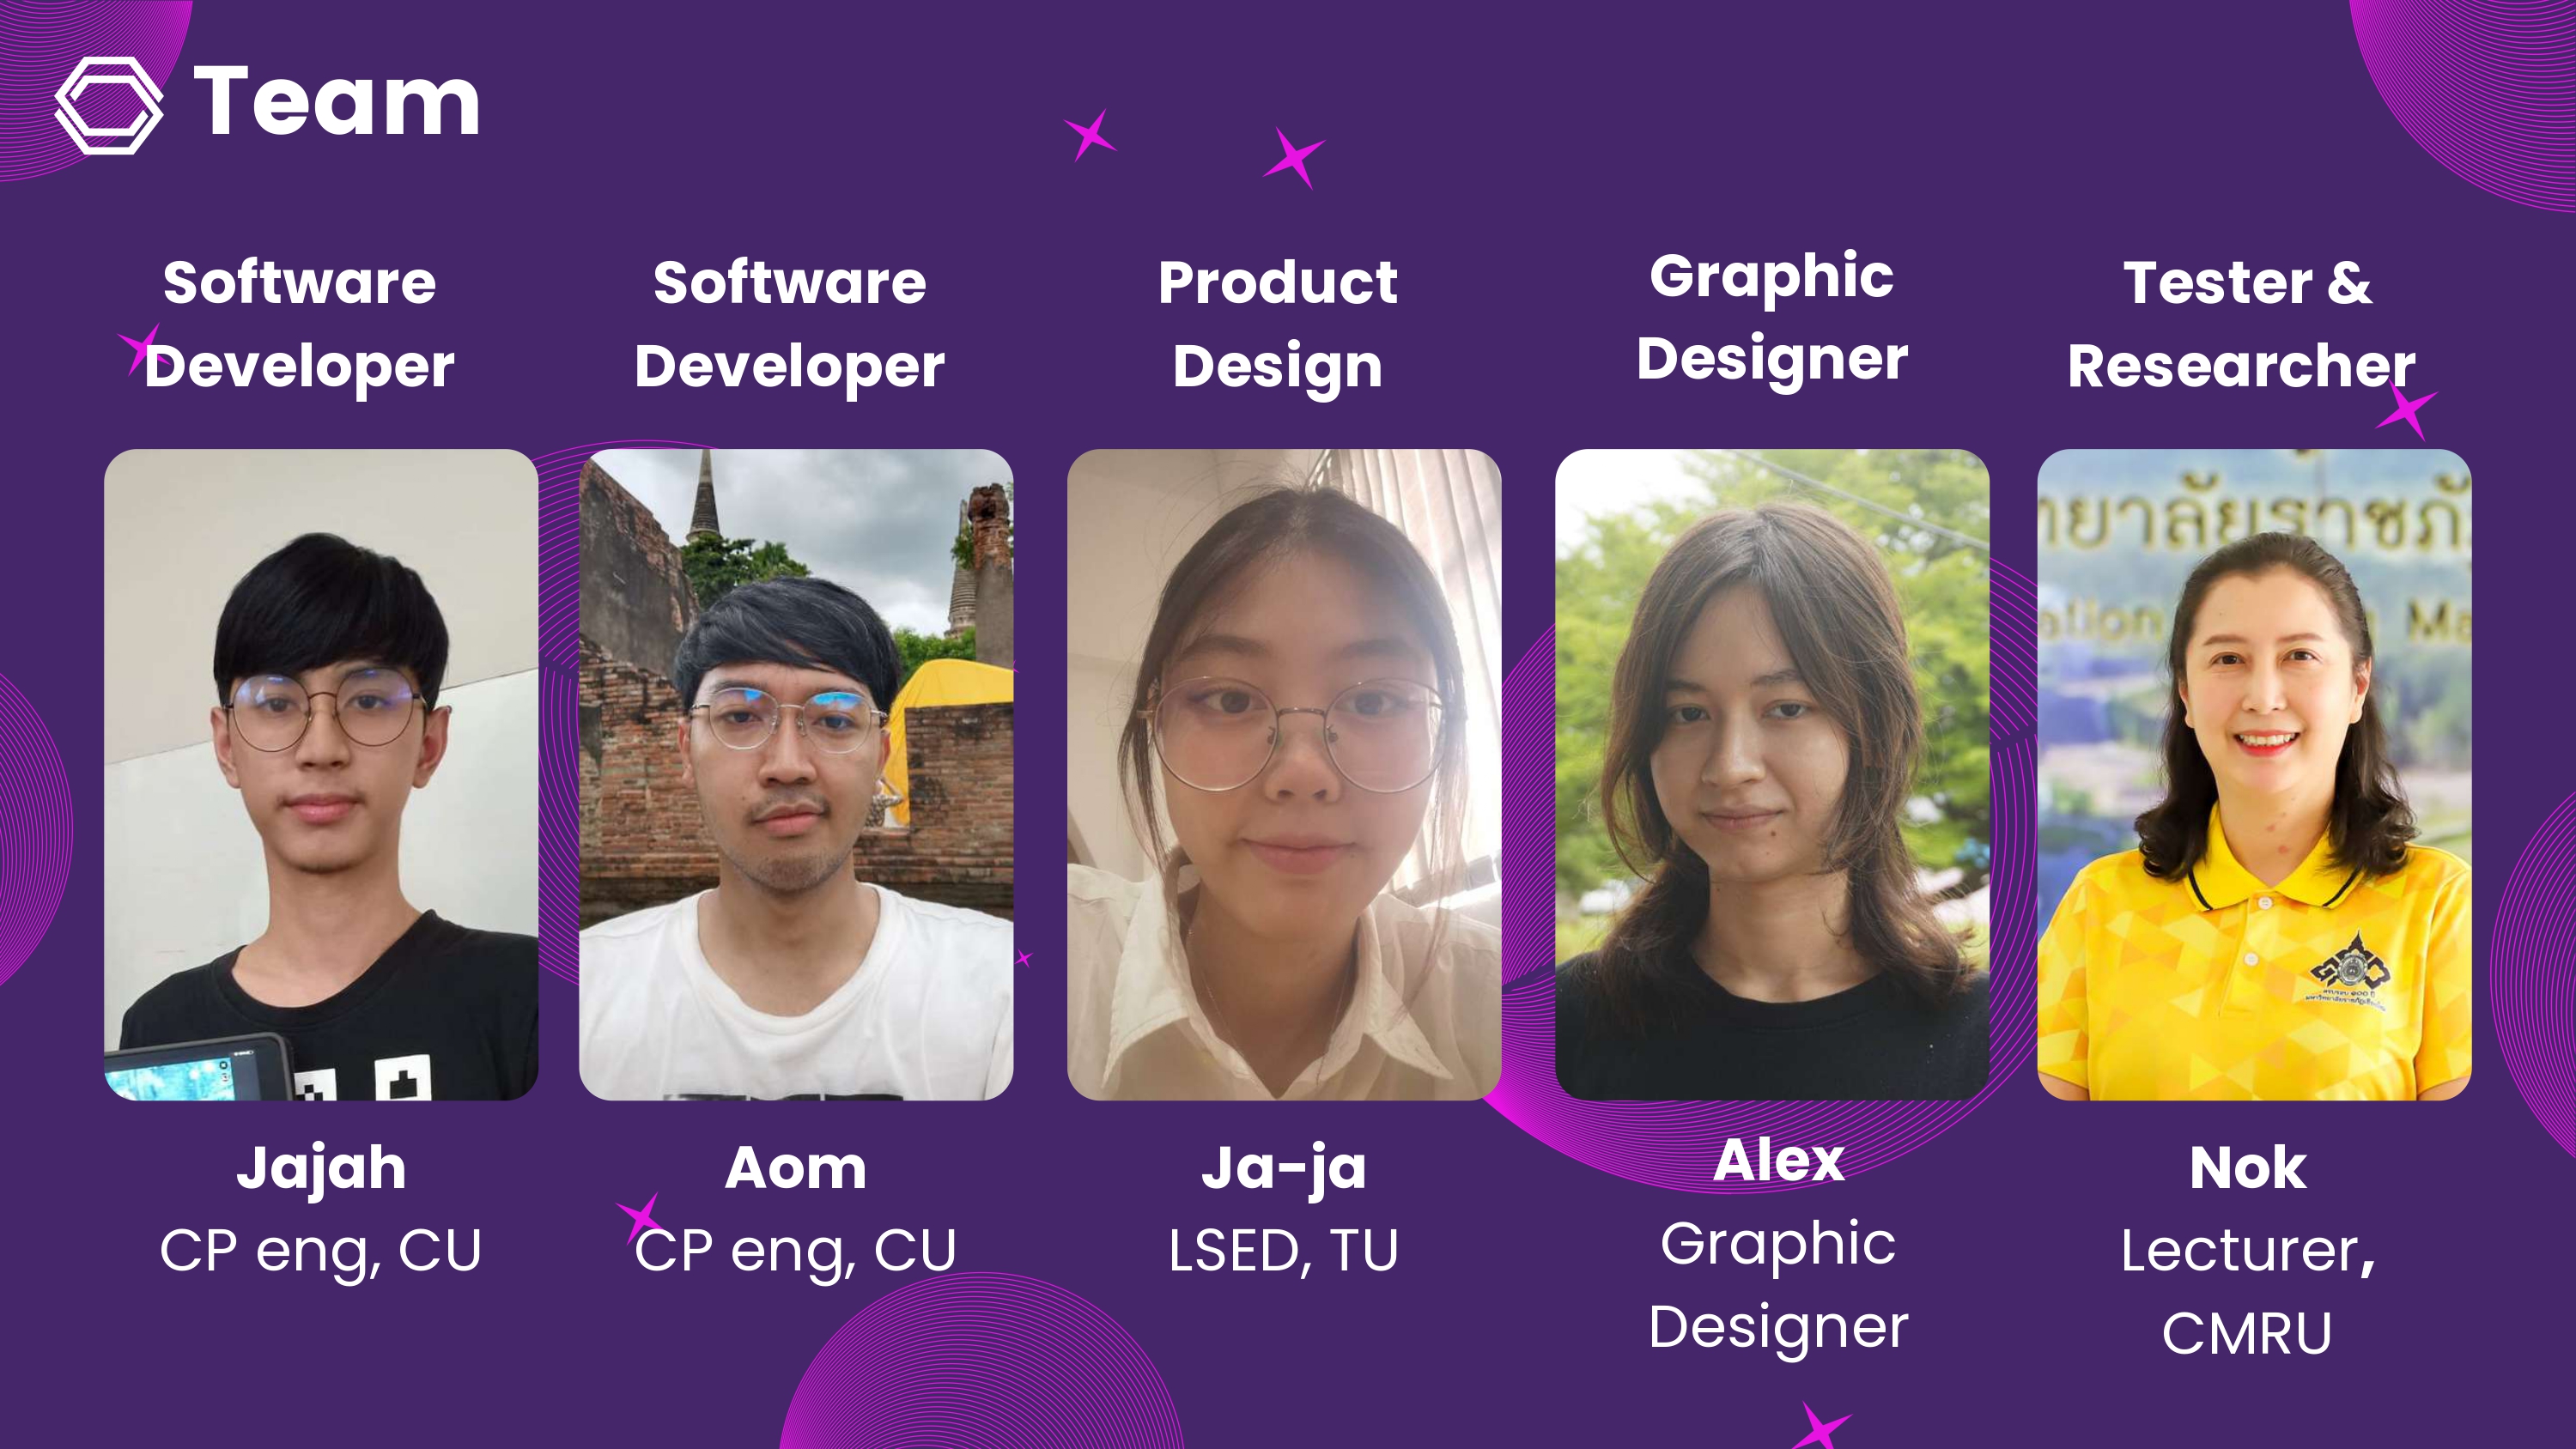 Team
Software
Developer
Software
Developer
Product
Design
Graphic
Designer
Tester &
Researcher
Jajah
CP eng, CU
Aom
CP eng, CU
Ja-ja
LSED, TU
Alex
Graphic
Designer
Nok
Lecturer,
CMRU